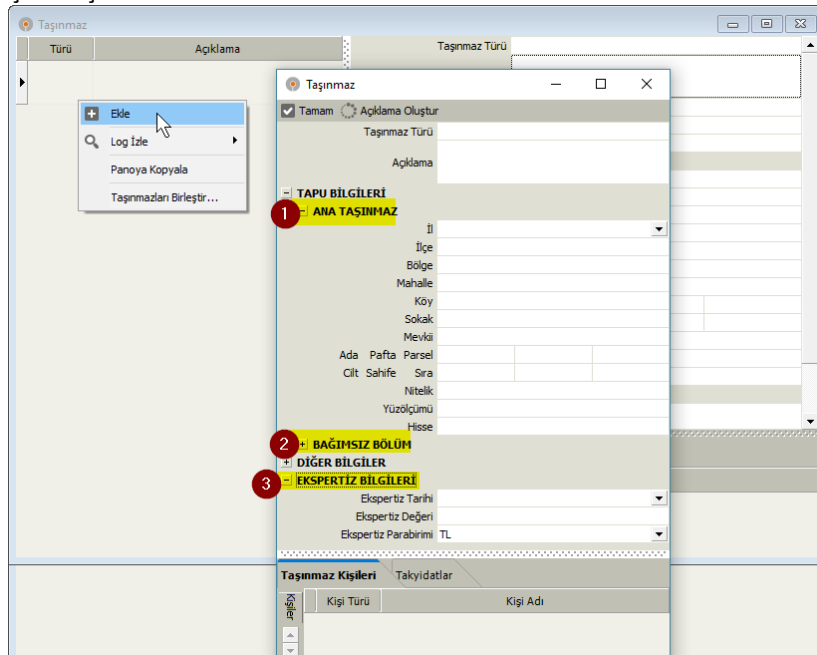 Taşınmaz
Türü Açıklama
Taşınmaz Türü
Ekle
Log İzle
Panoya Kopyala
Taşınmazları Birleştir...
Taşınmaz
Tamam Açıklama Oluştur
Taşınmaz Türü
Açıklama
TAPU BİLGİLERİ
1 ANA TAŞINMAZ
İl
İlçe
Bölge
Mahalle
Köy
Sokak
Mevkii
Ada Pafta Parsel
Cilt Sahife Sıra
Nitelik
Yüzölçümü
Hisse
2 BAĞIMSIZ BÖLÜM
DİĞER BİLGİLER
3 EKSPERTİZ BİLGİLERİ
Ekspertiz Tarihi
Ekspertiz Değeri
Ekspertiz Parabirimi TL
Taşınmaz Kişileri Takyidatlar
Kişiler
Kişi Türü Kişi Adı